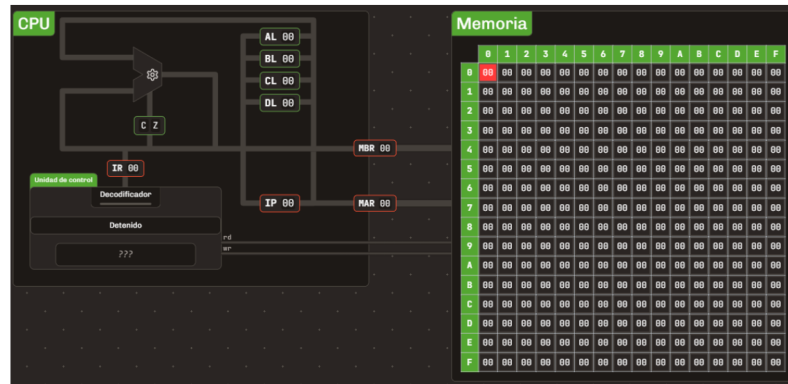 CPU
AL 00
BL 00
CL 00
DL 00
C Z
IR 00
MBR 00
Unidad de control
Decodificador
IP 00
MAR 00
Detenido
???
rd
wr
Memoria
0 1 2 3 4 5 6 7 8 9 A B C D E F
0 00 00 00 00 00 00 00 00 00 00 00 00 00 00 00 00
1 00 00 00 00 00 00 00 00 00 00 00 00 00 00 00 00
2 00 00 00 00 00 00 00 00 00 00 00 00 00 00 00 00
3 00 00 00 00 00 00 00 00 00 00 00 00 00 00 00 00
4 00 00 00 00 00 00 00 00 00 00 00 00 00 00 00 00
5 00 00 00 00 00 00 00 00 00 00 00 00 00 00 00 00
6 00 00 00 00 00 00 00 00 00 00 00 00 00 00 00 00
7 00 00 00 00 00 00 00 00 00 00 00 00 00 00 00 00
8 00 00 00 00 00 00 00 00 00 00 00 00 00 00 00 00
9 00 00 00 00 00 00 00 00 00 00 00 00 00 00 00 00
A 00 00 00 00 00 00 00 00 00 00 00 00 00 00 00 00
B 00 00 00 00 00 00 00 00 00 00 00 00 00 00 00 00
C 00 00 00 00 00 00 00 00 00 00 00 00 00 00 00 00
D 00 00 00 00 00 00 00 00 00 00 00 00 00 00 00 00
E 00 00 00 00 00 00 00 00 00 00 00 00 00 00 00 00
F 00 00 00 00 00 00 00 00 00 00 00 00 00 00 00 00